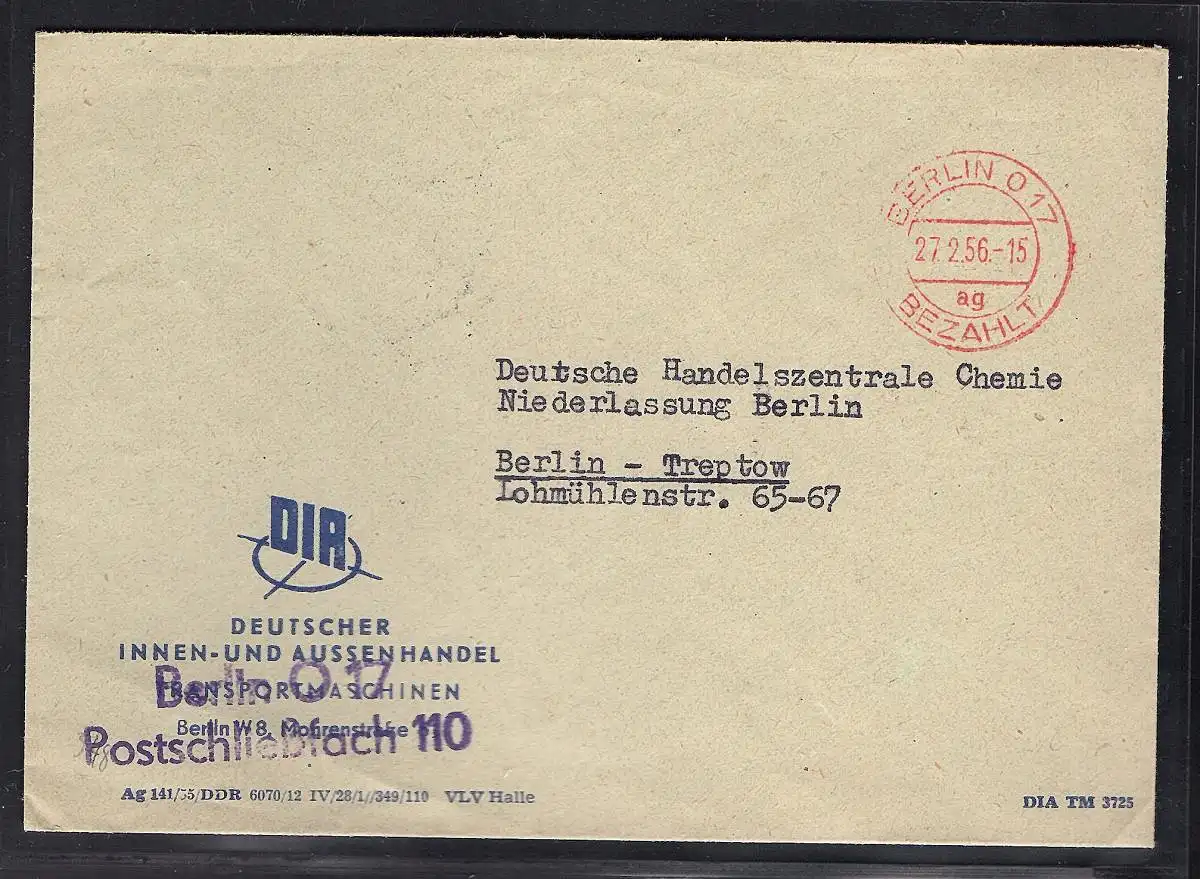 BERLIN O 17
27.2.56.-15
ag
BEZAHLT
Deutsche Handelszentrale Chemie
Niederlassung Berlin
Berlin - Treptow
Lohmühlenstr. 65-67
DIA
DEUTSCHER
INNEN-UND AUSSENHANDEL
Berlin O 17
TRANSPORTMASCHINEN
Berlin W 8, Mohrenstraße
Postschließfach 110
Ag 141/55/DDR 6070/12 IV/28/1//349/110 VLV Halle
DIA TM 3725